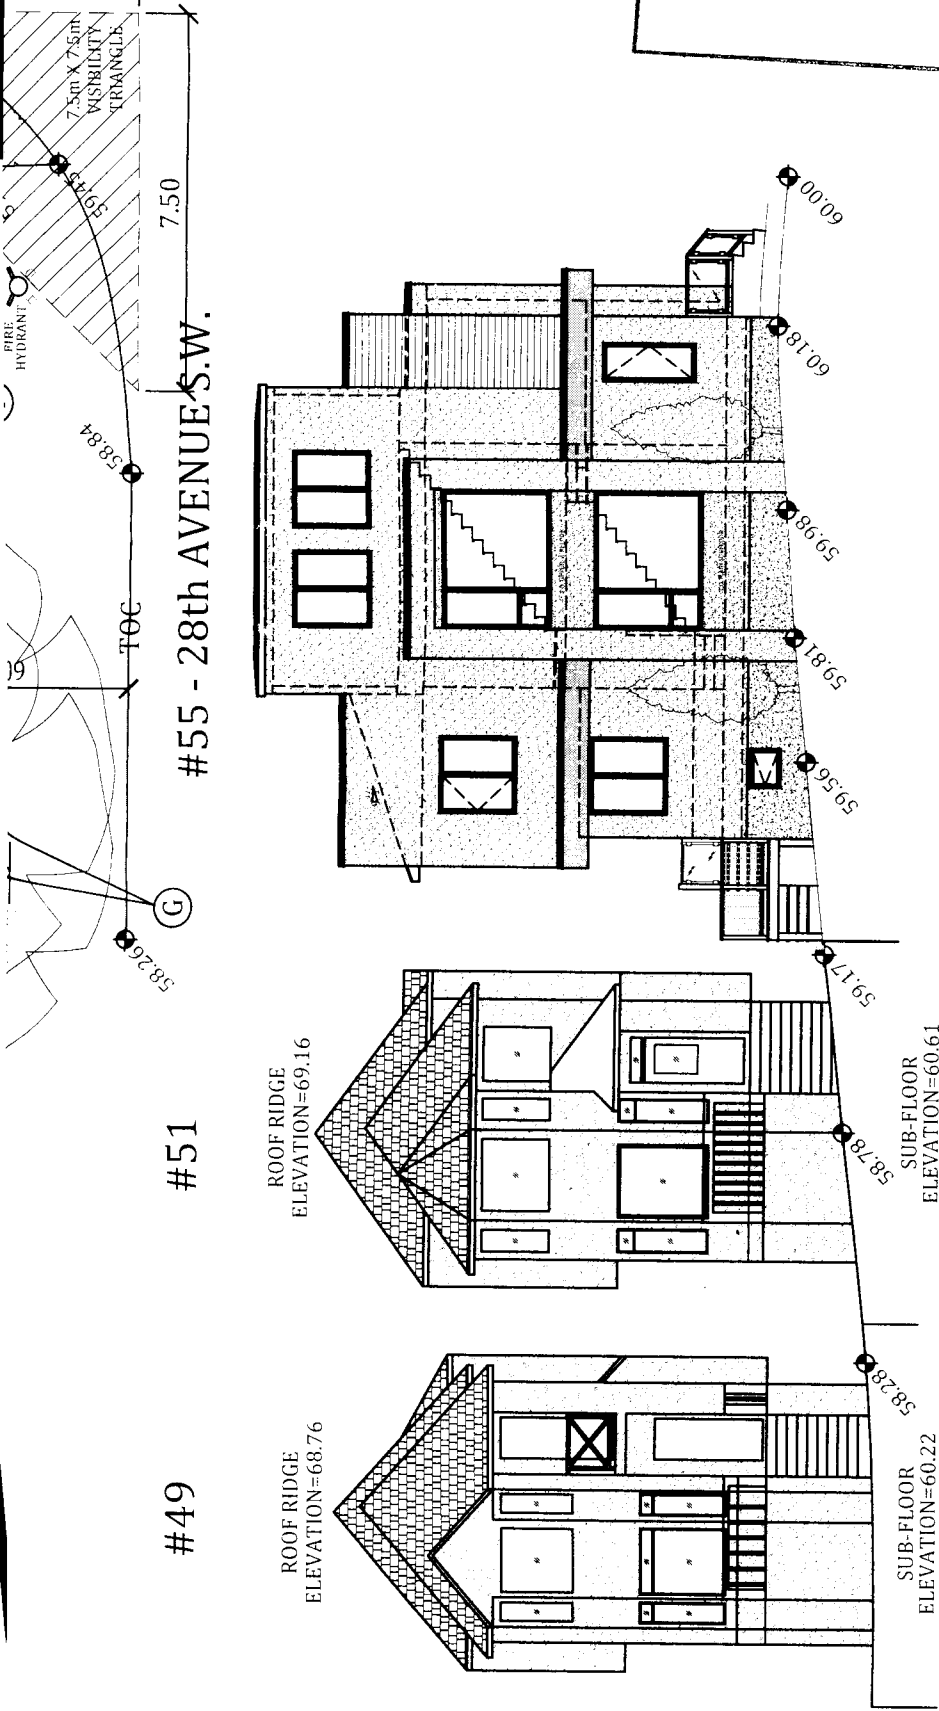 7.5m X 7.5m
VISIBILITY
TRIANGLE
59.45
7.50
FIRE
HYDRANT
58.84
TOC
58.26
G
#49
#51
#55 - 28th AVENUE S.W.
ROOF RIDGE
ELEVATION=68.76
ROOF RIDGE
ELEVATION=69.16
58.28
58.78
59.17
59.56
59.81
59.98
60.18
60.00
SUB-FLOOR
ELEVATION=60.22
SUB-FLOOR
ELEVATION=60.61